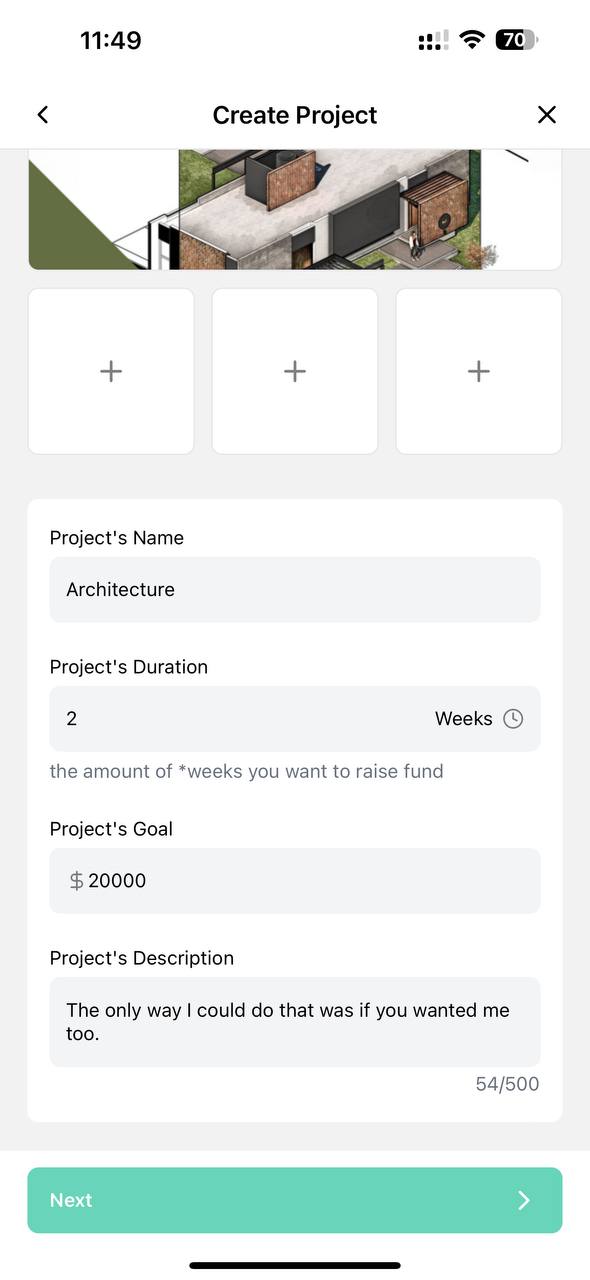 11:49
70
Create Project
Project's Name
Architecture
Project's Duration
2 Weeks
the amount of *weeks you want to raise fund
Project's Goal
$ 20000
Project's Description
The only way I could do that was if you wanted me
too.
54/500
Next